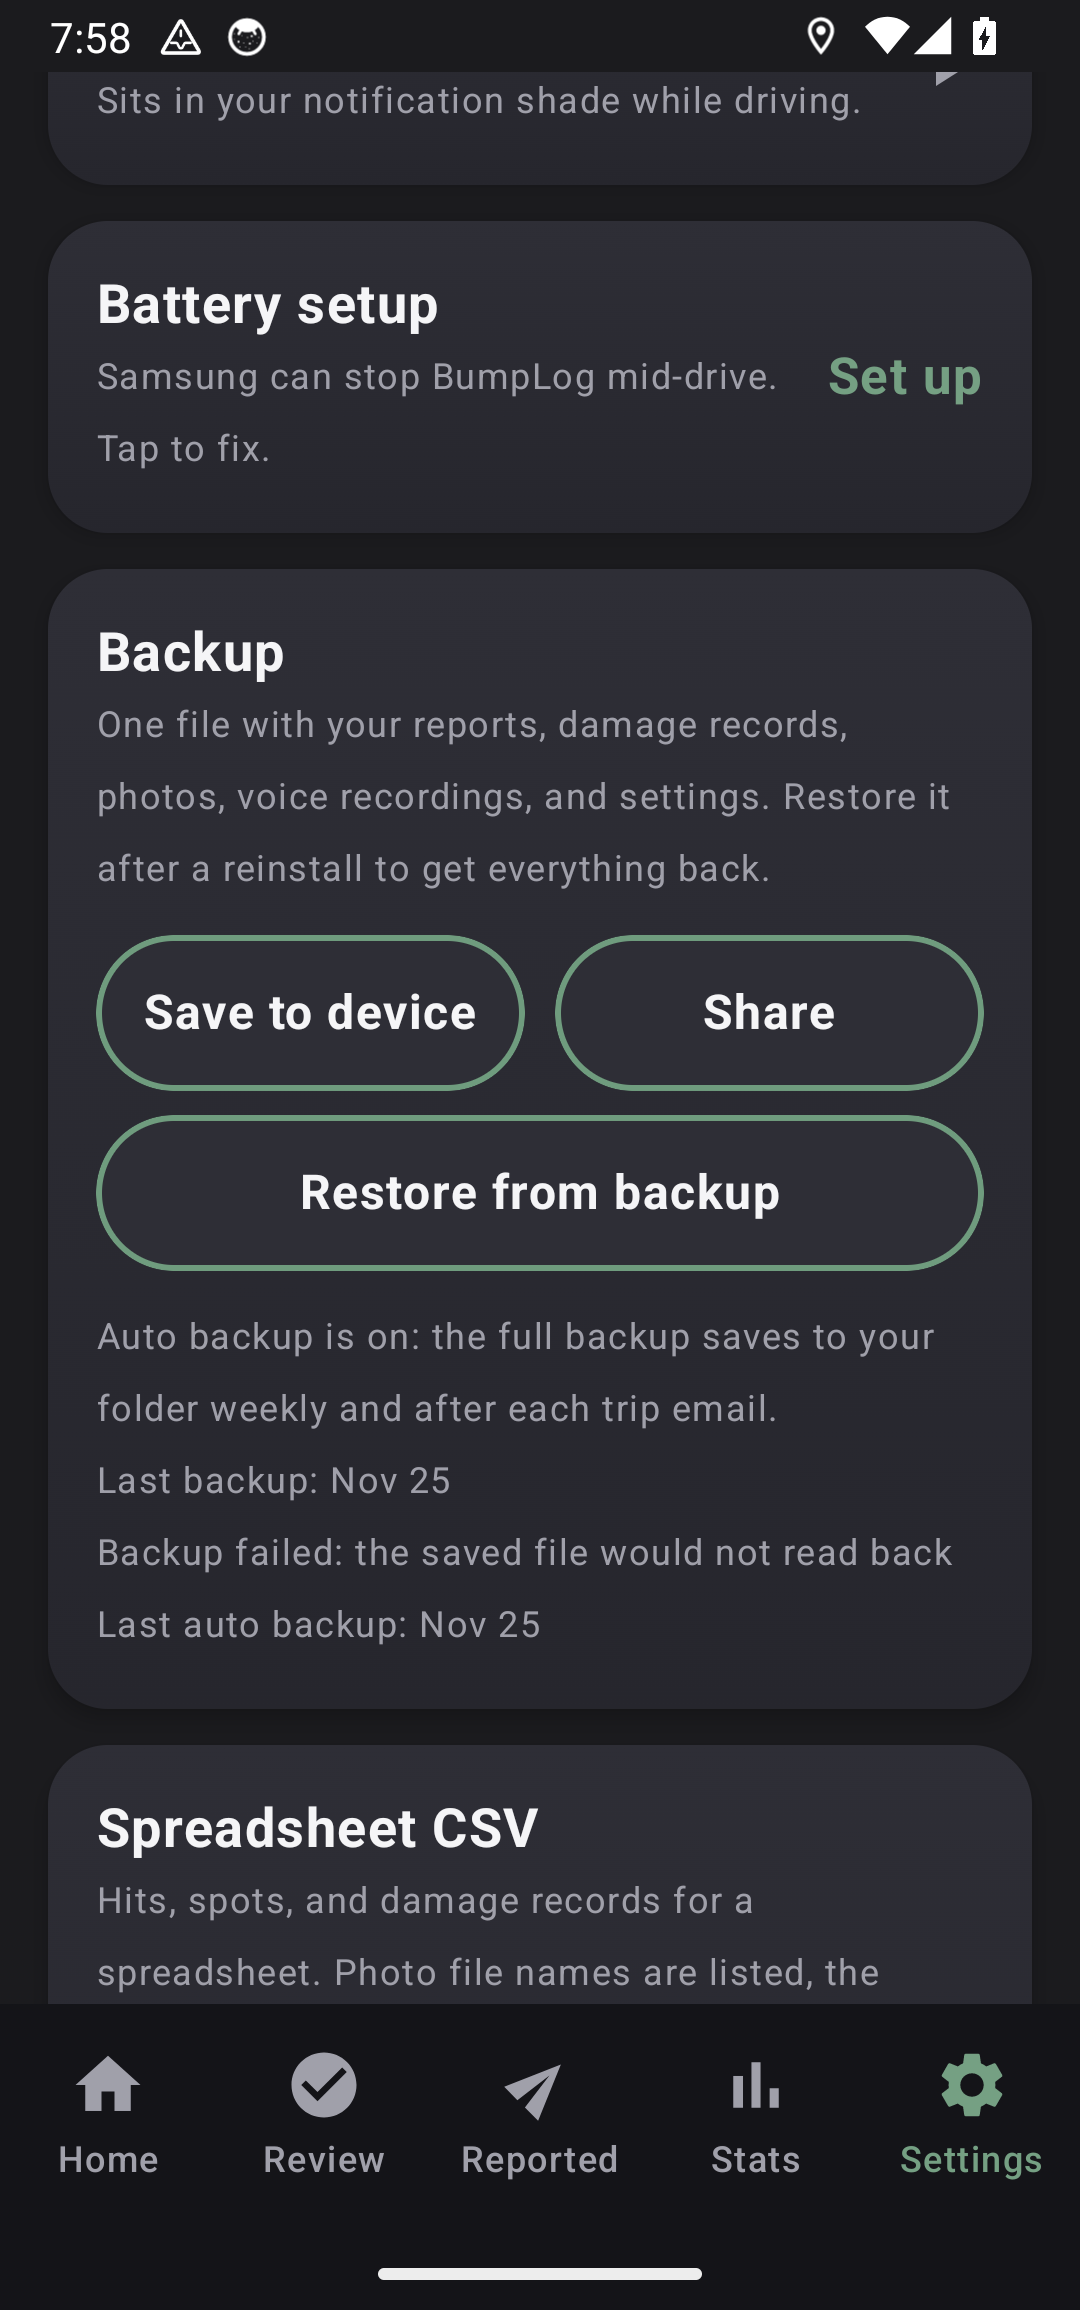 7:58
Sits in your notification shade while driving.
Battery setup
Samsung can stop BumpLog mid-drive.
Tap to fix.
Set up
Backup
One file with your reports, damage records,
photos, voice recordings, and settings. Restore it
after a reinstall to get everything back.
Save to device
Share
Restore from backup
Auto backup is on: the full backup saves to your
folder weekly and after each trip email.
Last backup: Nov 25
Backup failed: the saved file would not read back
Last auto backup: Nov 25
Spreadsheet CSV
Hits, spots, and damage records for a
spreadsheet. Photo file names are listed, the
Home
Review
Reported
Stats
Settings